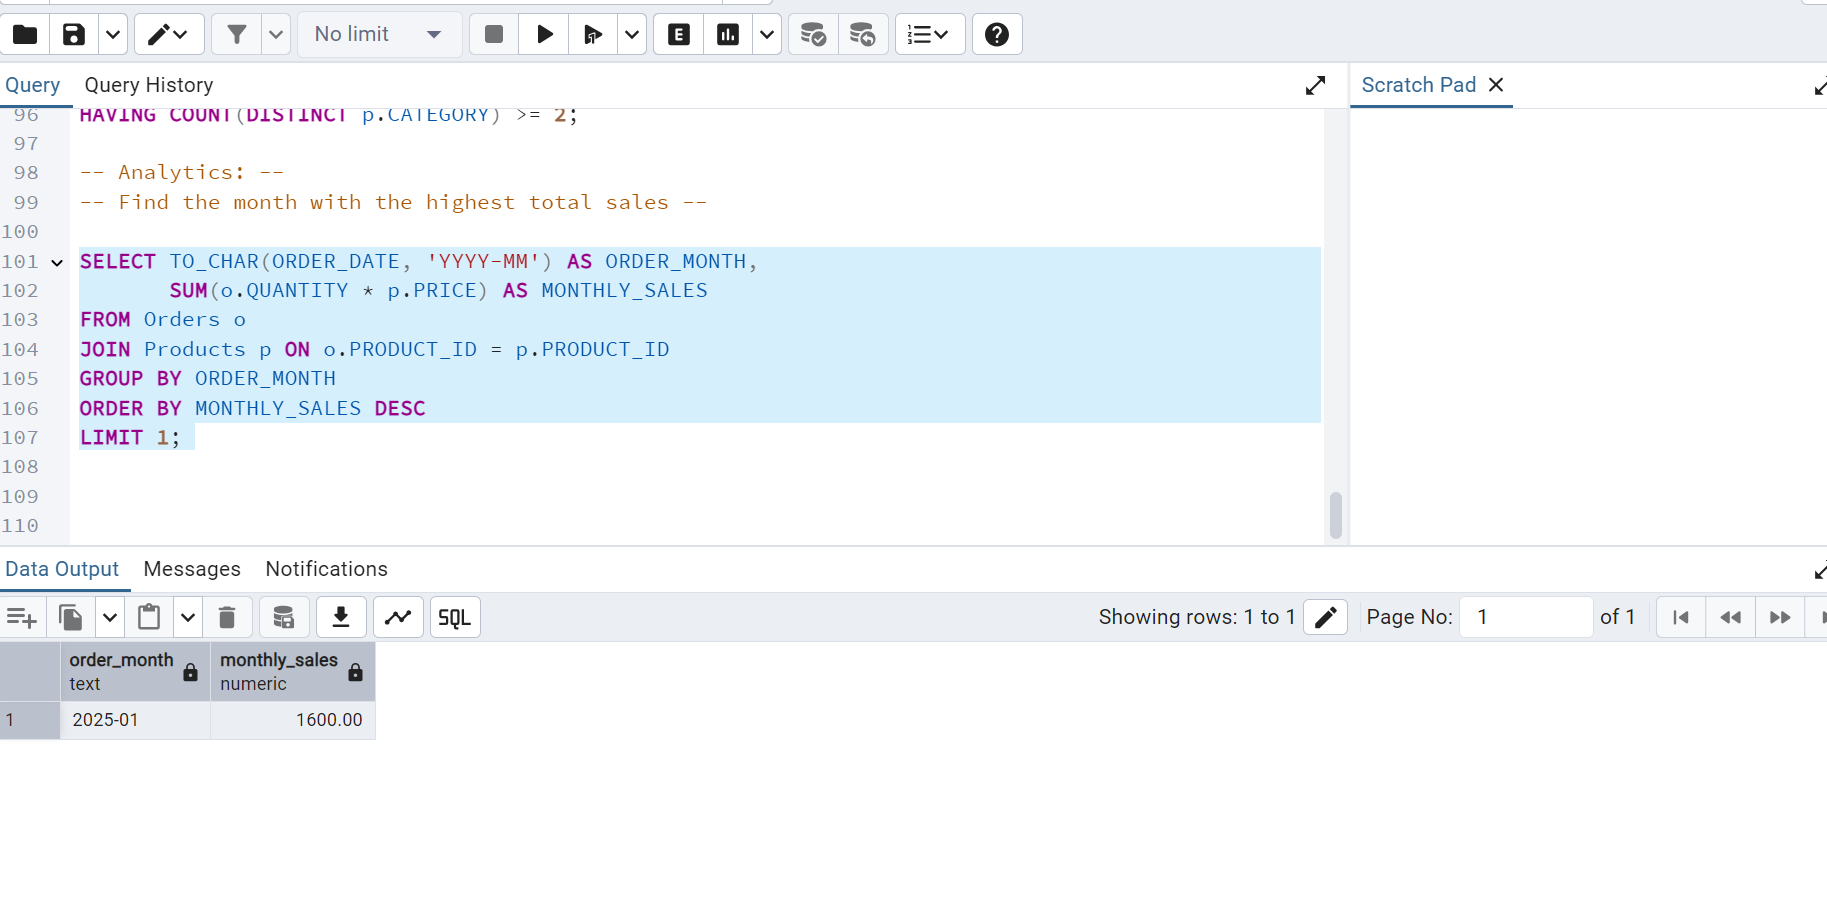 No limit
Query Query History
Scratch Pad
96 HAVING COUNT(DISTINCT p.CATEGORY) >= 2;
97
98 -- Analytics: --
99 -- Find the month with the highest total sales --
100
101 SELECT TO_CHAR(ORDER_DATE, 'YYYY-MM') AS ORDER_MONTH,
102 SUM(o.QUANTITY * p.PRICE) AS MONTHLY_SALES
103 FROM Orders o
104 JOIN Products p ON o.PRODUCT_ID = p.PRODUCT_ID
105 GROUP BY ORDER_MONTH
106 ORDER BY MONTHLY_SALES DESC
107 LIMIT 1;
108
109
110
Data Output Messages Notifications
SQL Showing rows: 1 to 1 Page No: 1 of 1
order_month monthly_sales
text numeric
1 2025-01 1600.00